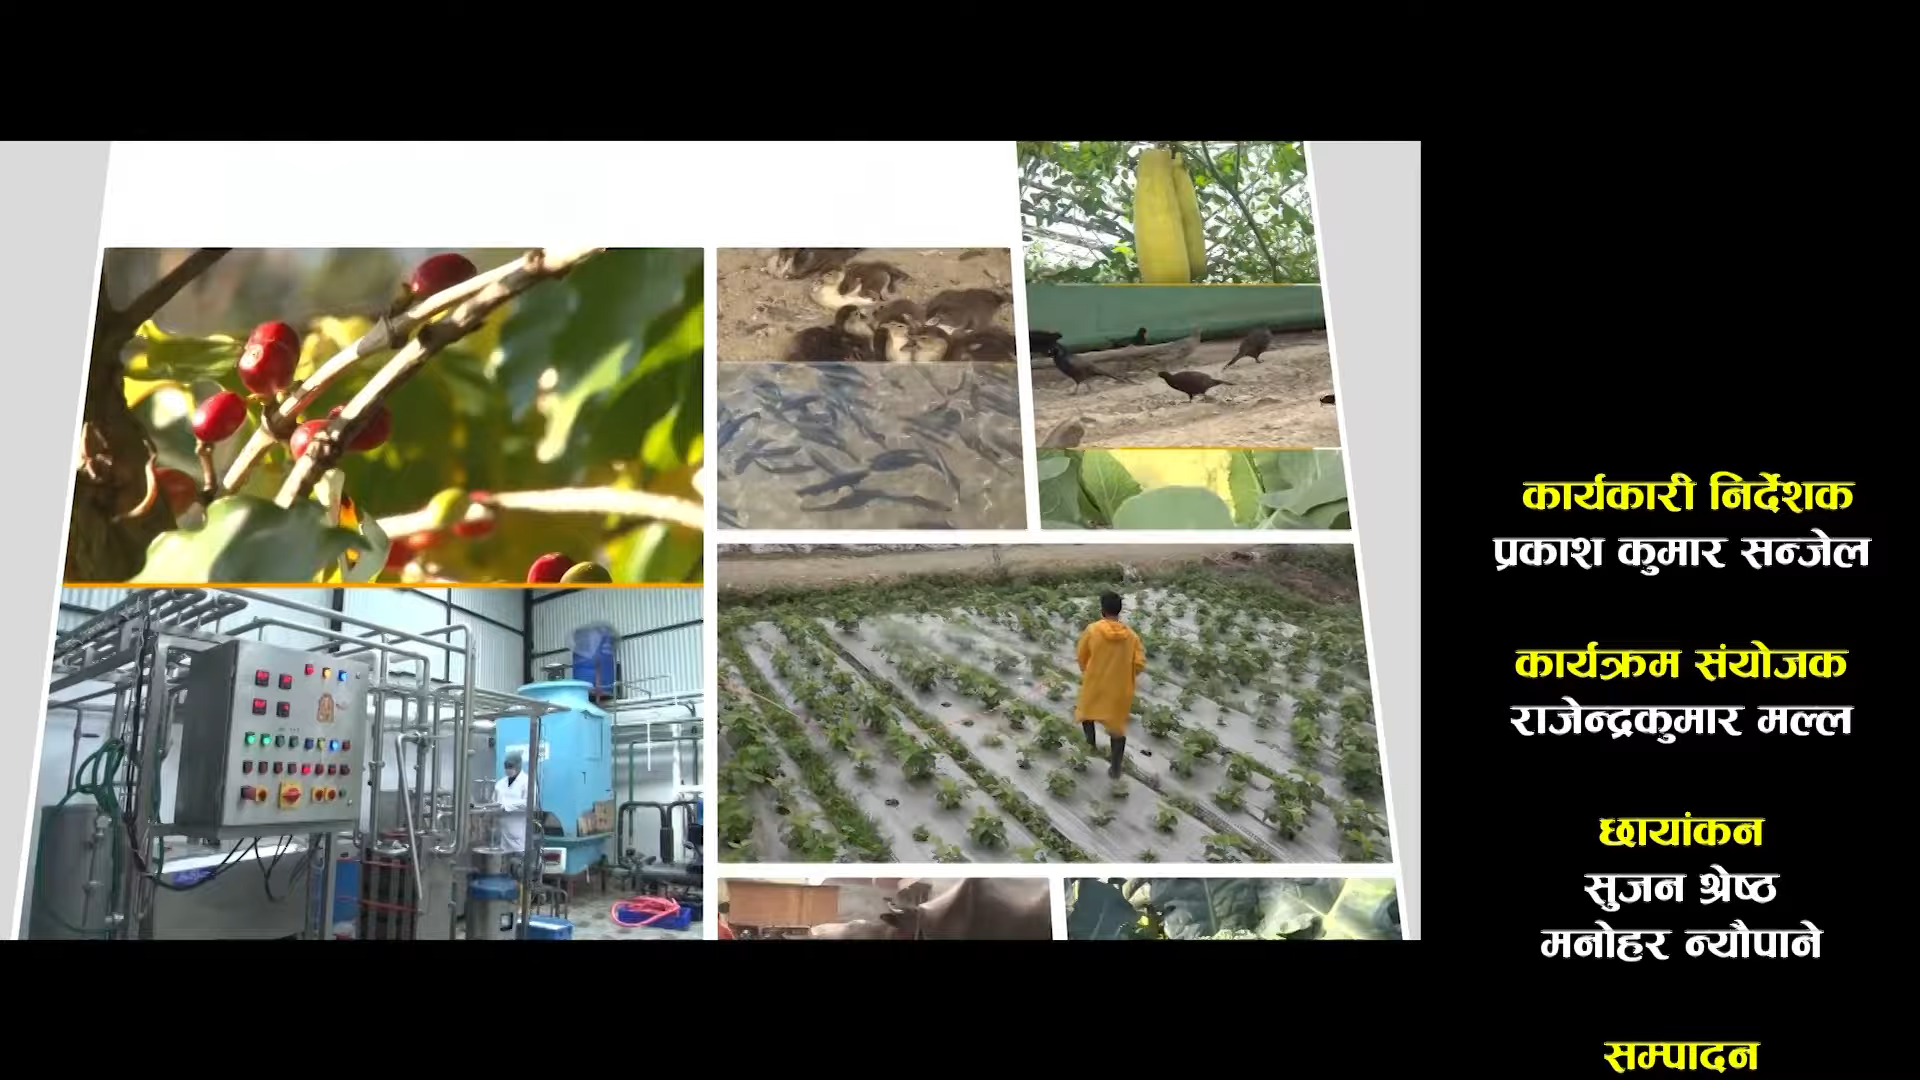 कार्यकारी निर्देशक
प्रकाश कुमार सन्जेल
कार्यक्रम संयोजक
राजेन्द्रकुमार मल्ल
छायांकन
सुजन श्रेष्ठ
मनोहर न्यौपाने
सम्पादन